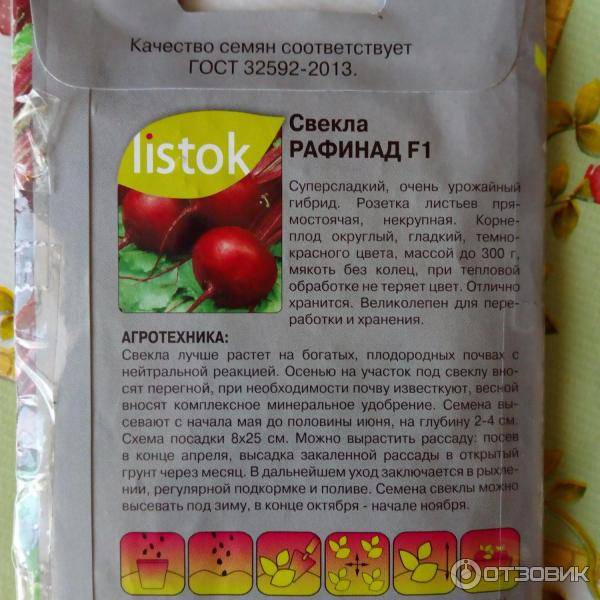 Качество семян соответствует
ГОСТ 32592-2013.
listok
Свекла
РАФИНАД F1
Суперсладкий, очень урожайный
гибрид. Розетка листьев пря-
мостоячая, некрупная. Корне-
плод округлый, гладкий, темно-
красного цвета, массой до 300 г,
мякоть без колец, при тепловой
обработке не теряет цвет. Отлично
хранится. Великолепен для пере-
работки и хранения.
АГРОТЕХНИКА:
Свекла лучше растет на богатых, плодородных почвах с
нейтральной реакцией. Осенью на участок под свеклу вно-
сят перегной, при необходимости почву известкуют, весной
вносят комплексное минеральное удобрение. Семена вы-
севают с начала мая до половины июня, на глубину 2-4 см.
Схема посадки 8х25 см. Можно вырастить рассаду: посев
в конце апреля, высадка закаленной рассады в открытый
грунт через месяц. В дальнейшем уход заключается в рыхле-
нии, регулярной подкормке и поливе. Семена свеклы можно
высевать под зиму, в конце октября - начале ноября.
ОТЗОВИК